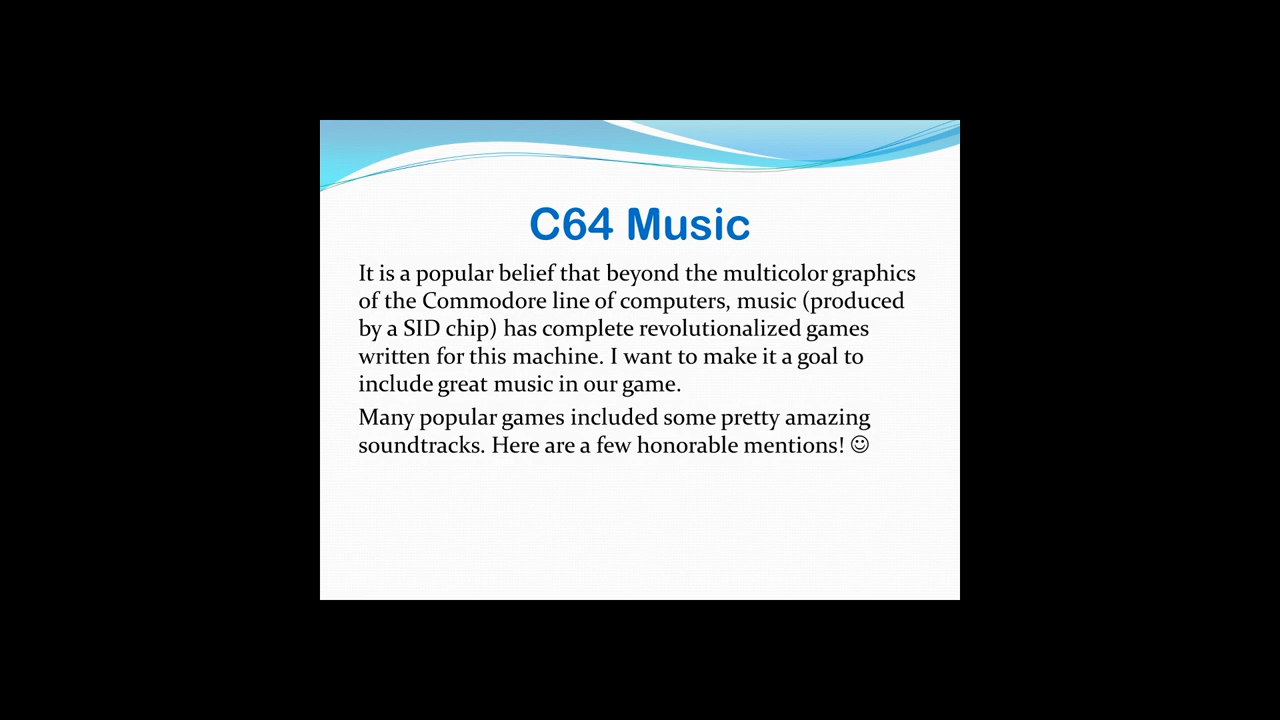 C64 Music
It is a popular belief that beyond the multicolor graphics
of the Commodore line of computers, music (produced
by a SID chip) has complete revolutionalized games
written for this machine. I want to make it a goal to
include great music in our game.
Many popular games included some pretty amazing
soundtracks. Here are a few honorable mentions! ☺